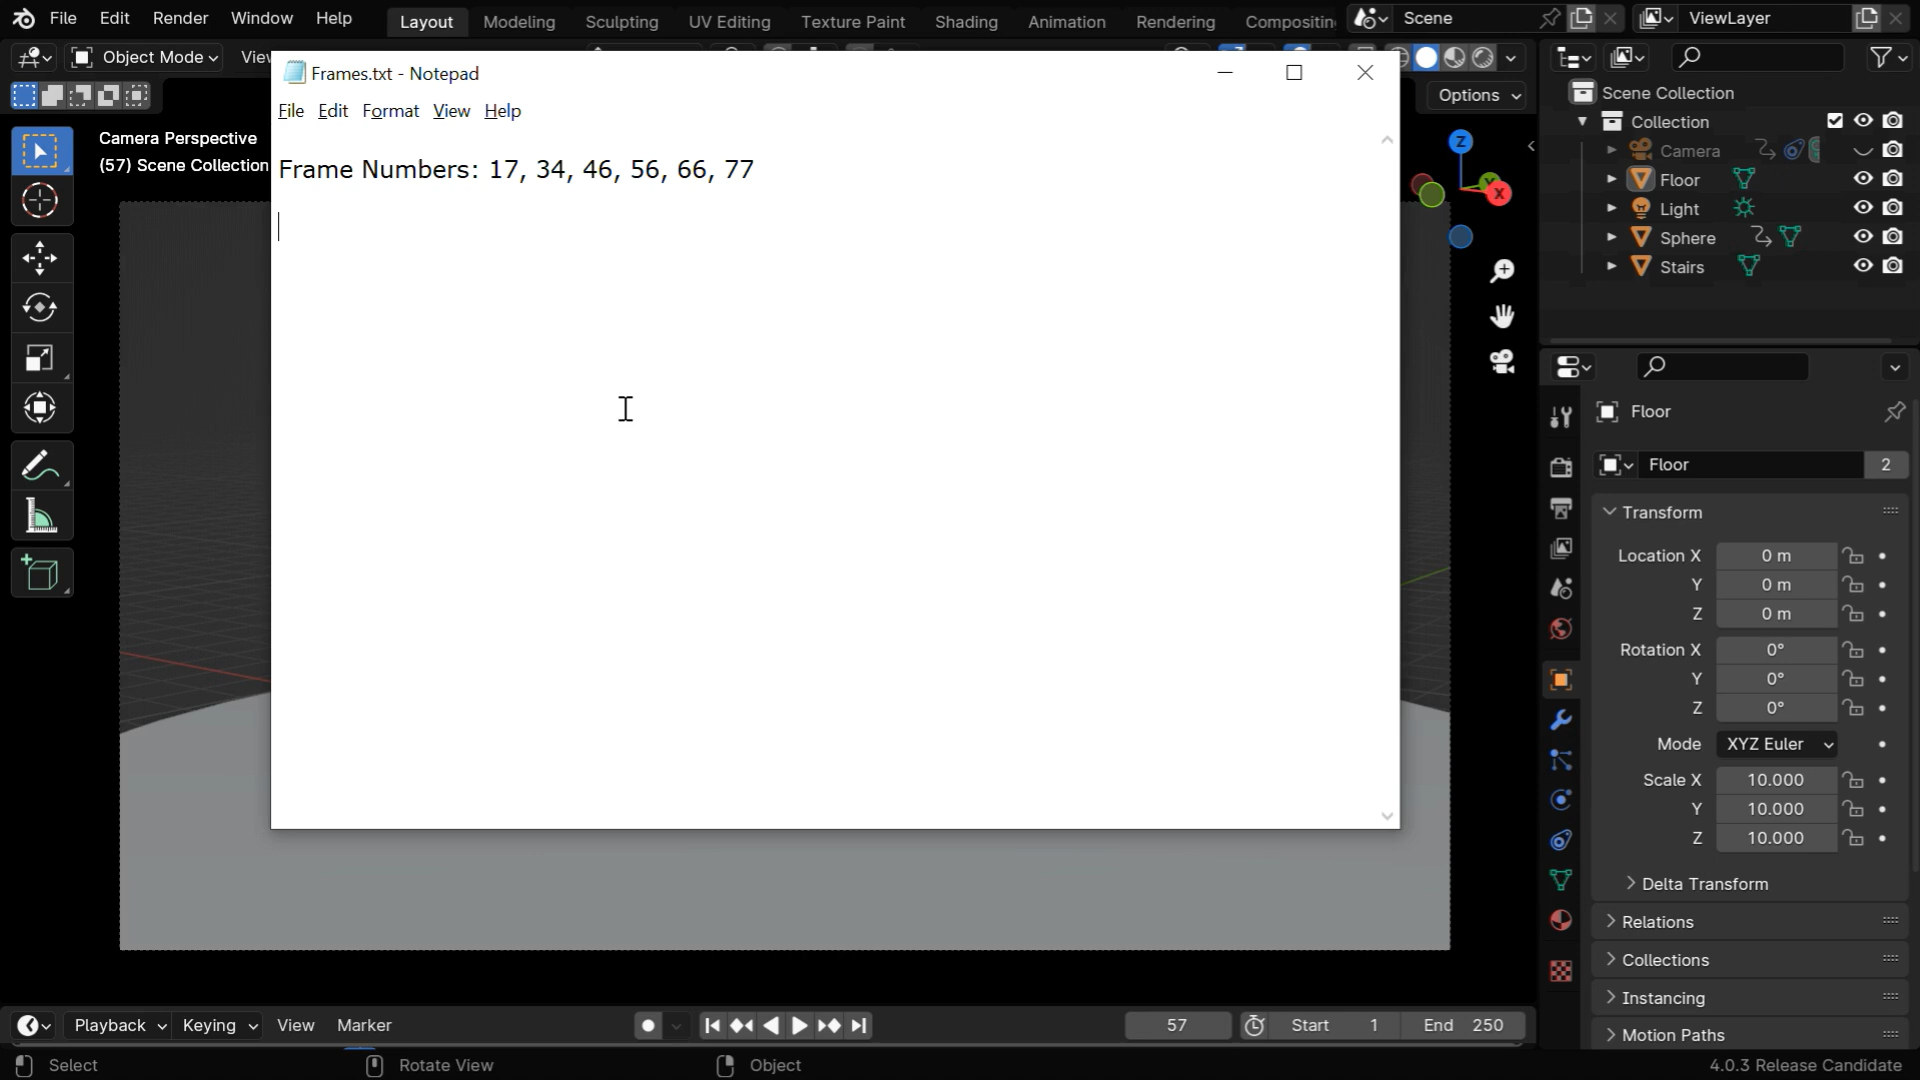 File Edit Render Window Help Layout Modeling Sculpting UV Editing Texture Paint Shading Animation Rendering Scene ViewLayer
Object Mode
Options
Camera Perspective
(57) Scene Collection
Frames.txt - Notepad
File Edit Format View Help
Frame Numbers: 17, 34, 46, 56, 66, 77
Z
X
Scene Collection
Collection
Camera
Floor
Light
Sphere
Stairs
Floor
Floor 2
Transform
Location X 0 m
Y 0 m
Z 0 m
Rotation X 0°
Y 0°
Z 0°
Mode XYZ Euler
Scale X 10.000
Y 10.000
Z 10.000
Delta Transform
Relations
Collections
Instancing
Motion Paths
Playback Keying View Marker 57 Start 1 End 250
Select Rotate View Object 4.0.3 Release Candidate